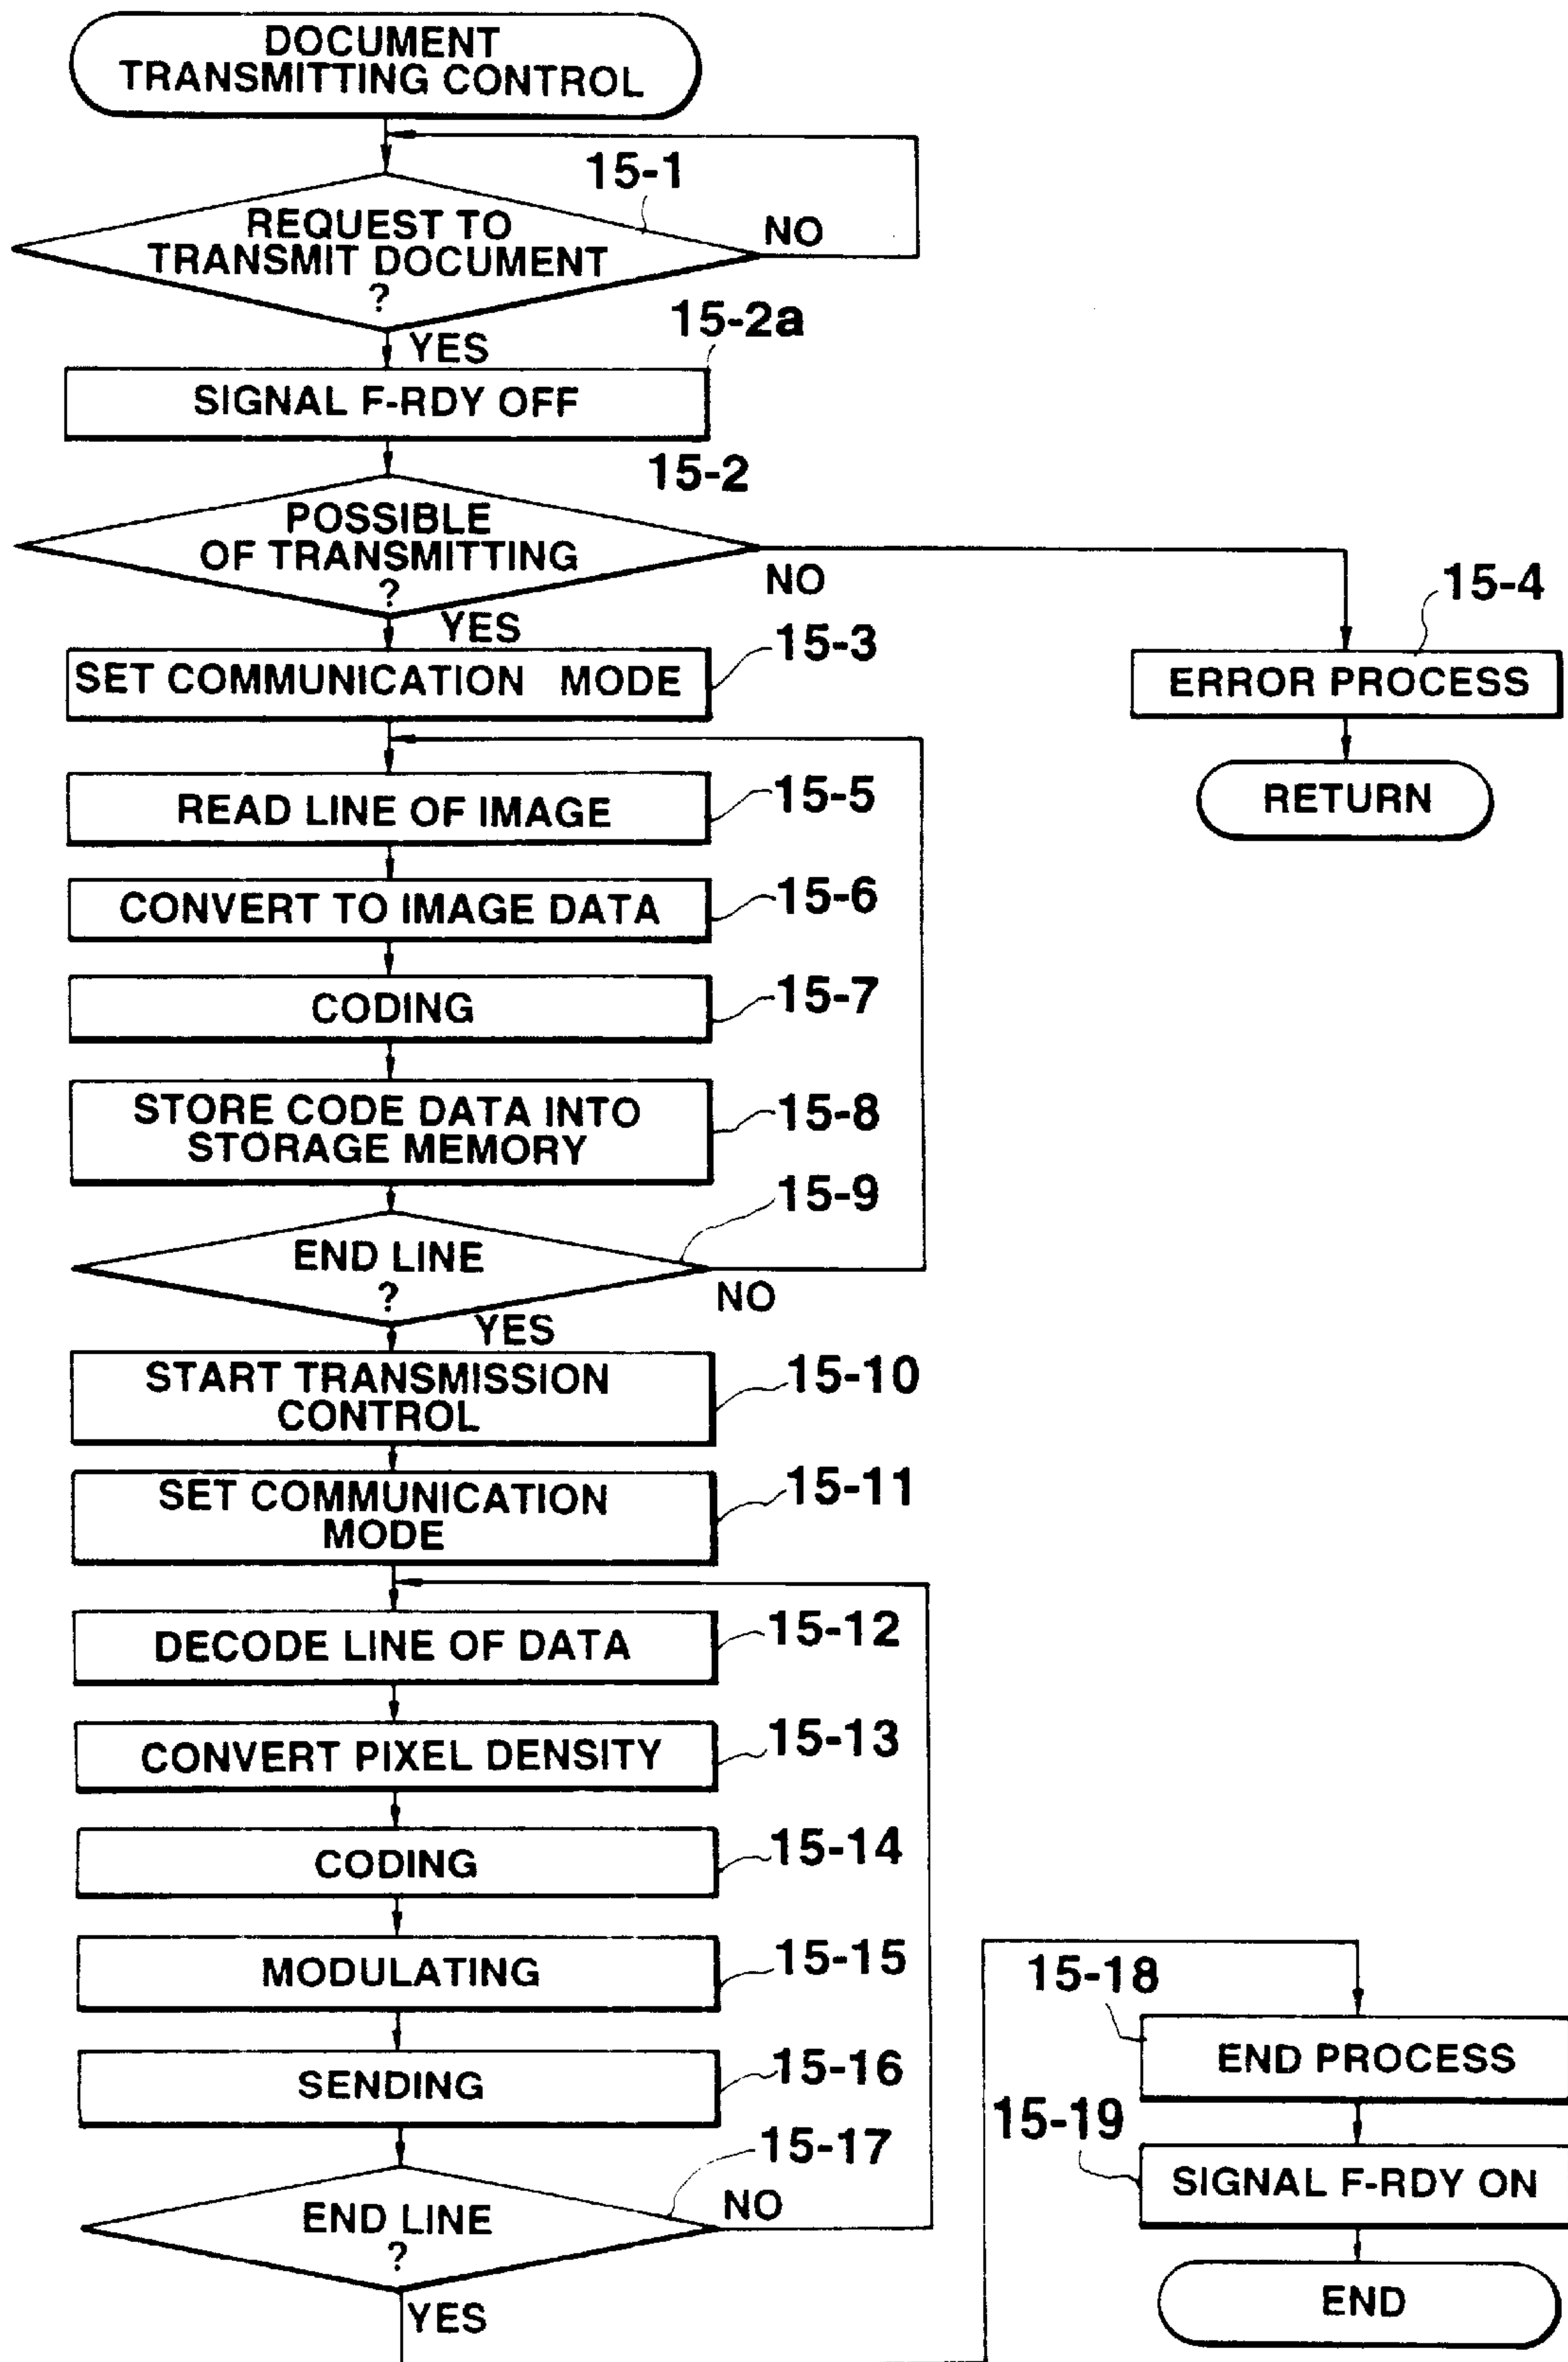 DOCUMENT
TRANSMITTING CONTROL
15-1
REQUEST TO
TRANSMIT DOCUMENT
?
NO
YES
15-2a
SIGNAL F-RDY OFF
15-2
POSSIBLE
OF TRANSMITTING
?
NO
YES
15-3
SET COMMUNICATION MODE
15-4
ERROR PROCESS
RETURN
15-5
READ LINE OF IMAGE
15-6
CONVERT TO IMAGE DATA
15-7
CODING
15-8
STORE CODE DATA INTO
STORAGE MEMORY
15-9
END LINE
?
NO
YES
15-10
START TRANSMISSION
CONTROL
15-11
SET COMMUNICATION
MODE
15-12
DECODE LINE OF DATA
15-13
CONVERT PIXEL DENSITY
15-14
CODING
15-15
MODULATING
15-16
SENDING
15-17
END LINE
?
NO
YES
15-18
END PROCESS
15-19
SIGNAL F-RDY ON
END